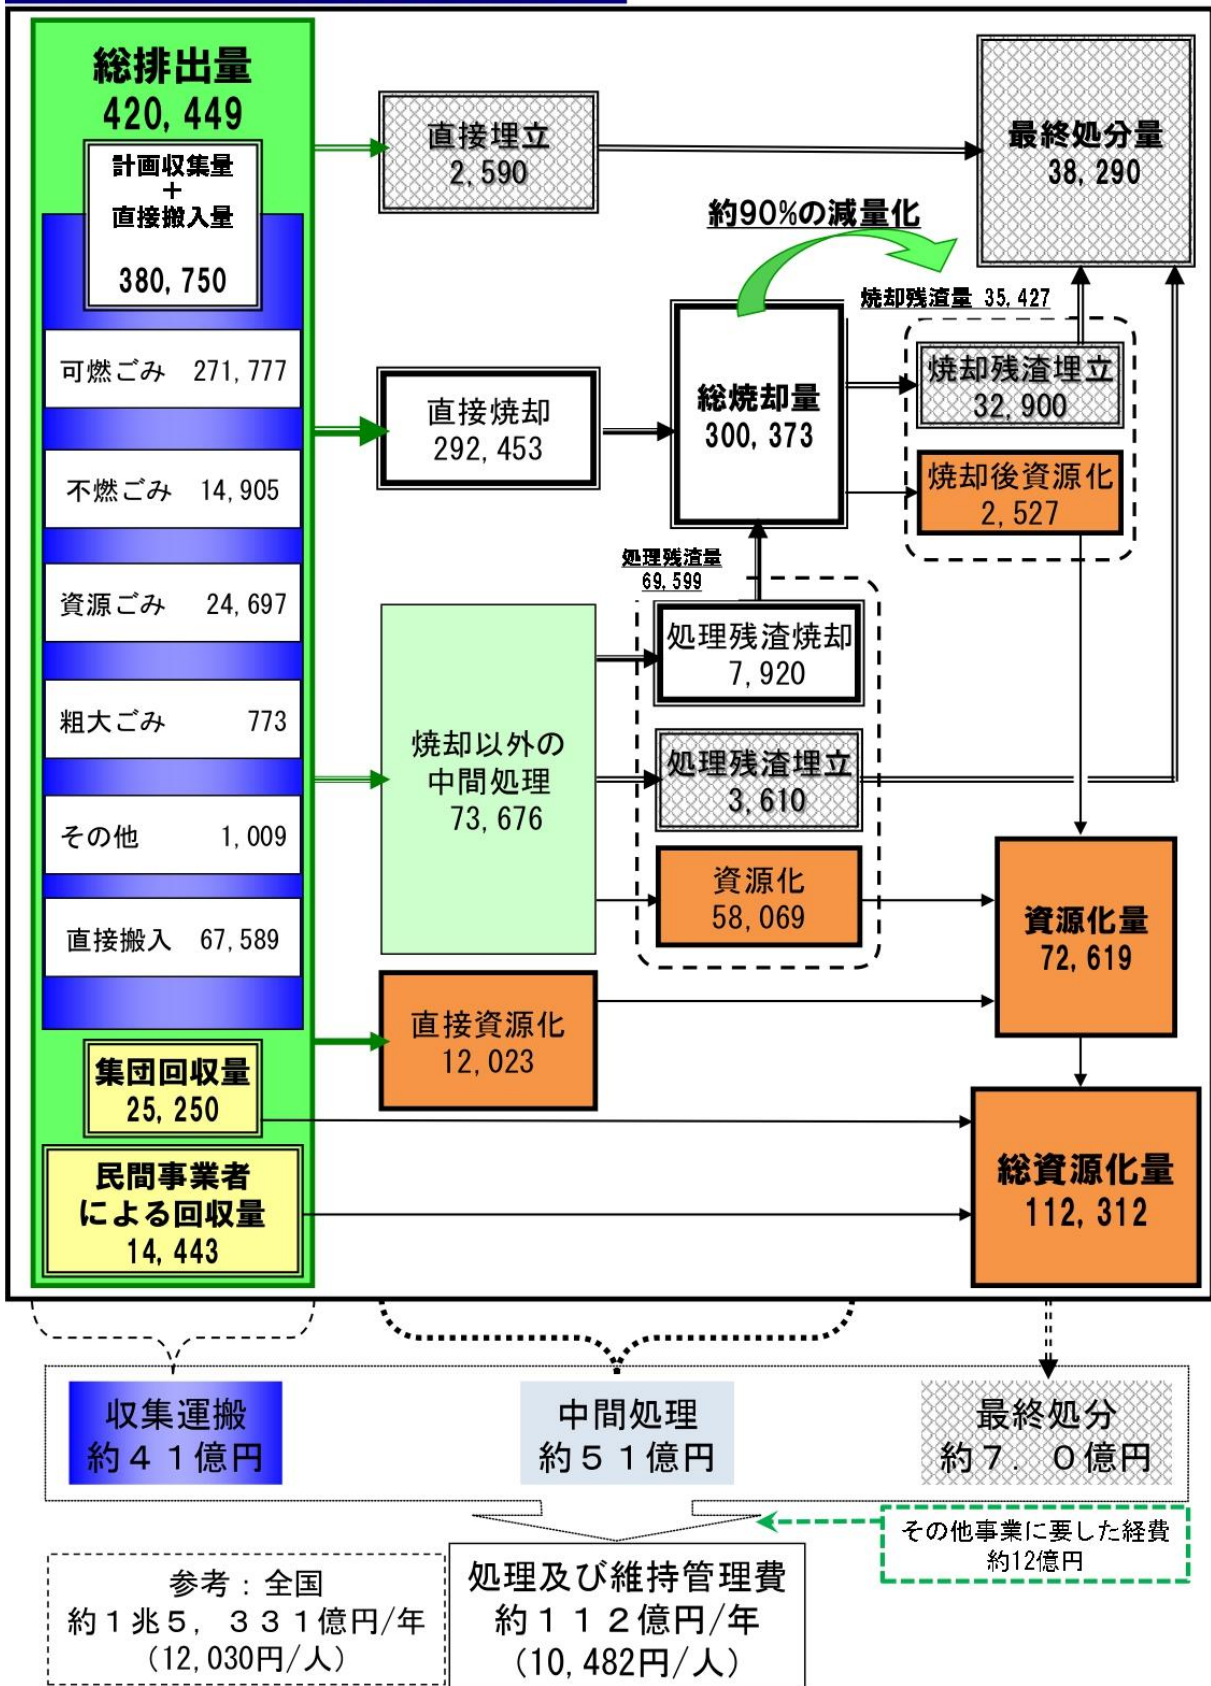 総排出量
420,449
計画収集量
+
直接搬入量
380,750
可燃ごみ 271,777
不燃ごみ 14,905
資源ごみ 24,697
粗大ごみ 773
その他 1,009
直接搬入 67,589
集団回収量
25,250
民間事業者
による回収量
14,443
直接埋立
2,590
直接焼却
292,453
焼却以外の
中間処理
73,676
直接資源化
12,023
約90%の減量化
総焼却量
300,373
処理残渣量
69,599
処理残渣焼却
7,920
処理残渣埋立
3,610
資源化
58,069
最終処分量
38,290
焼却残渣量 35,427
焼却残渣埋立
32,900
焼却後資源化
2,527
資源化量
72,619
総資源化量
112,312
収集運搬
約41億円
中間処理
約51億円
最終処分
約7.0億円
その他事業に要した経費
約12億円
参考:全国
約1兆5,331億円/年
(12,030円/人)
処理及び維持管理費
約112億円/年
(10,482円/人)